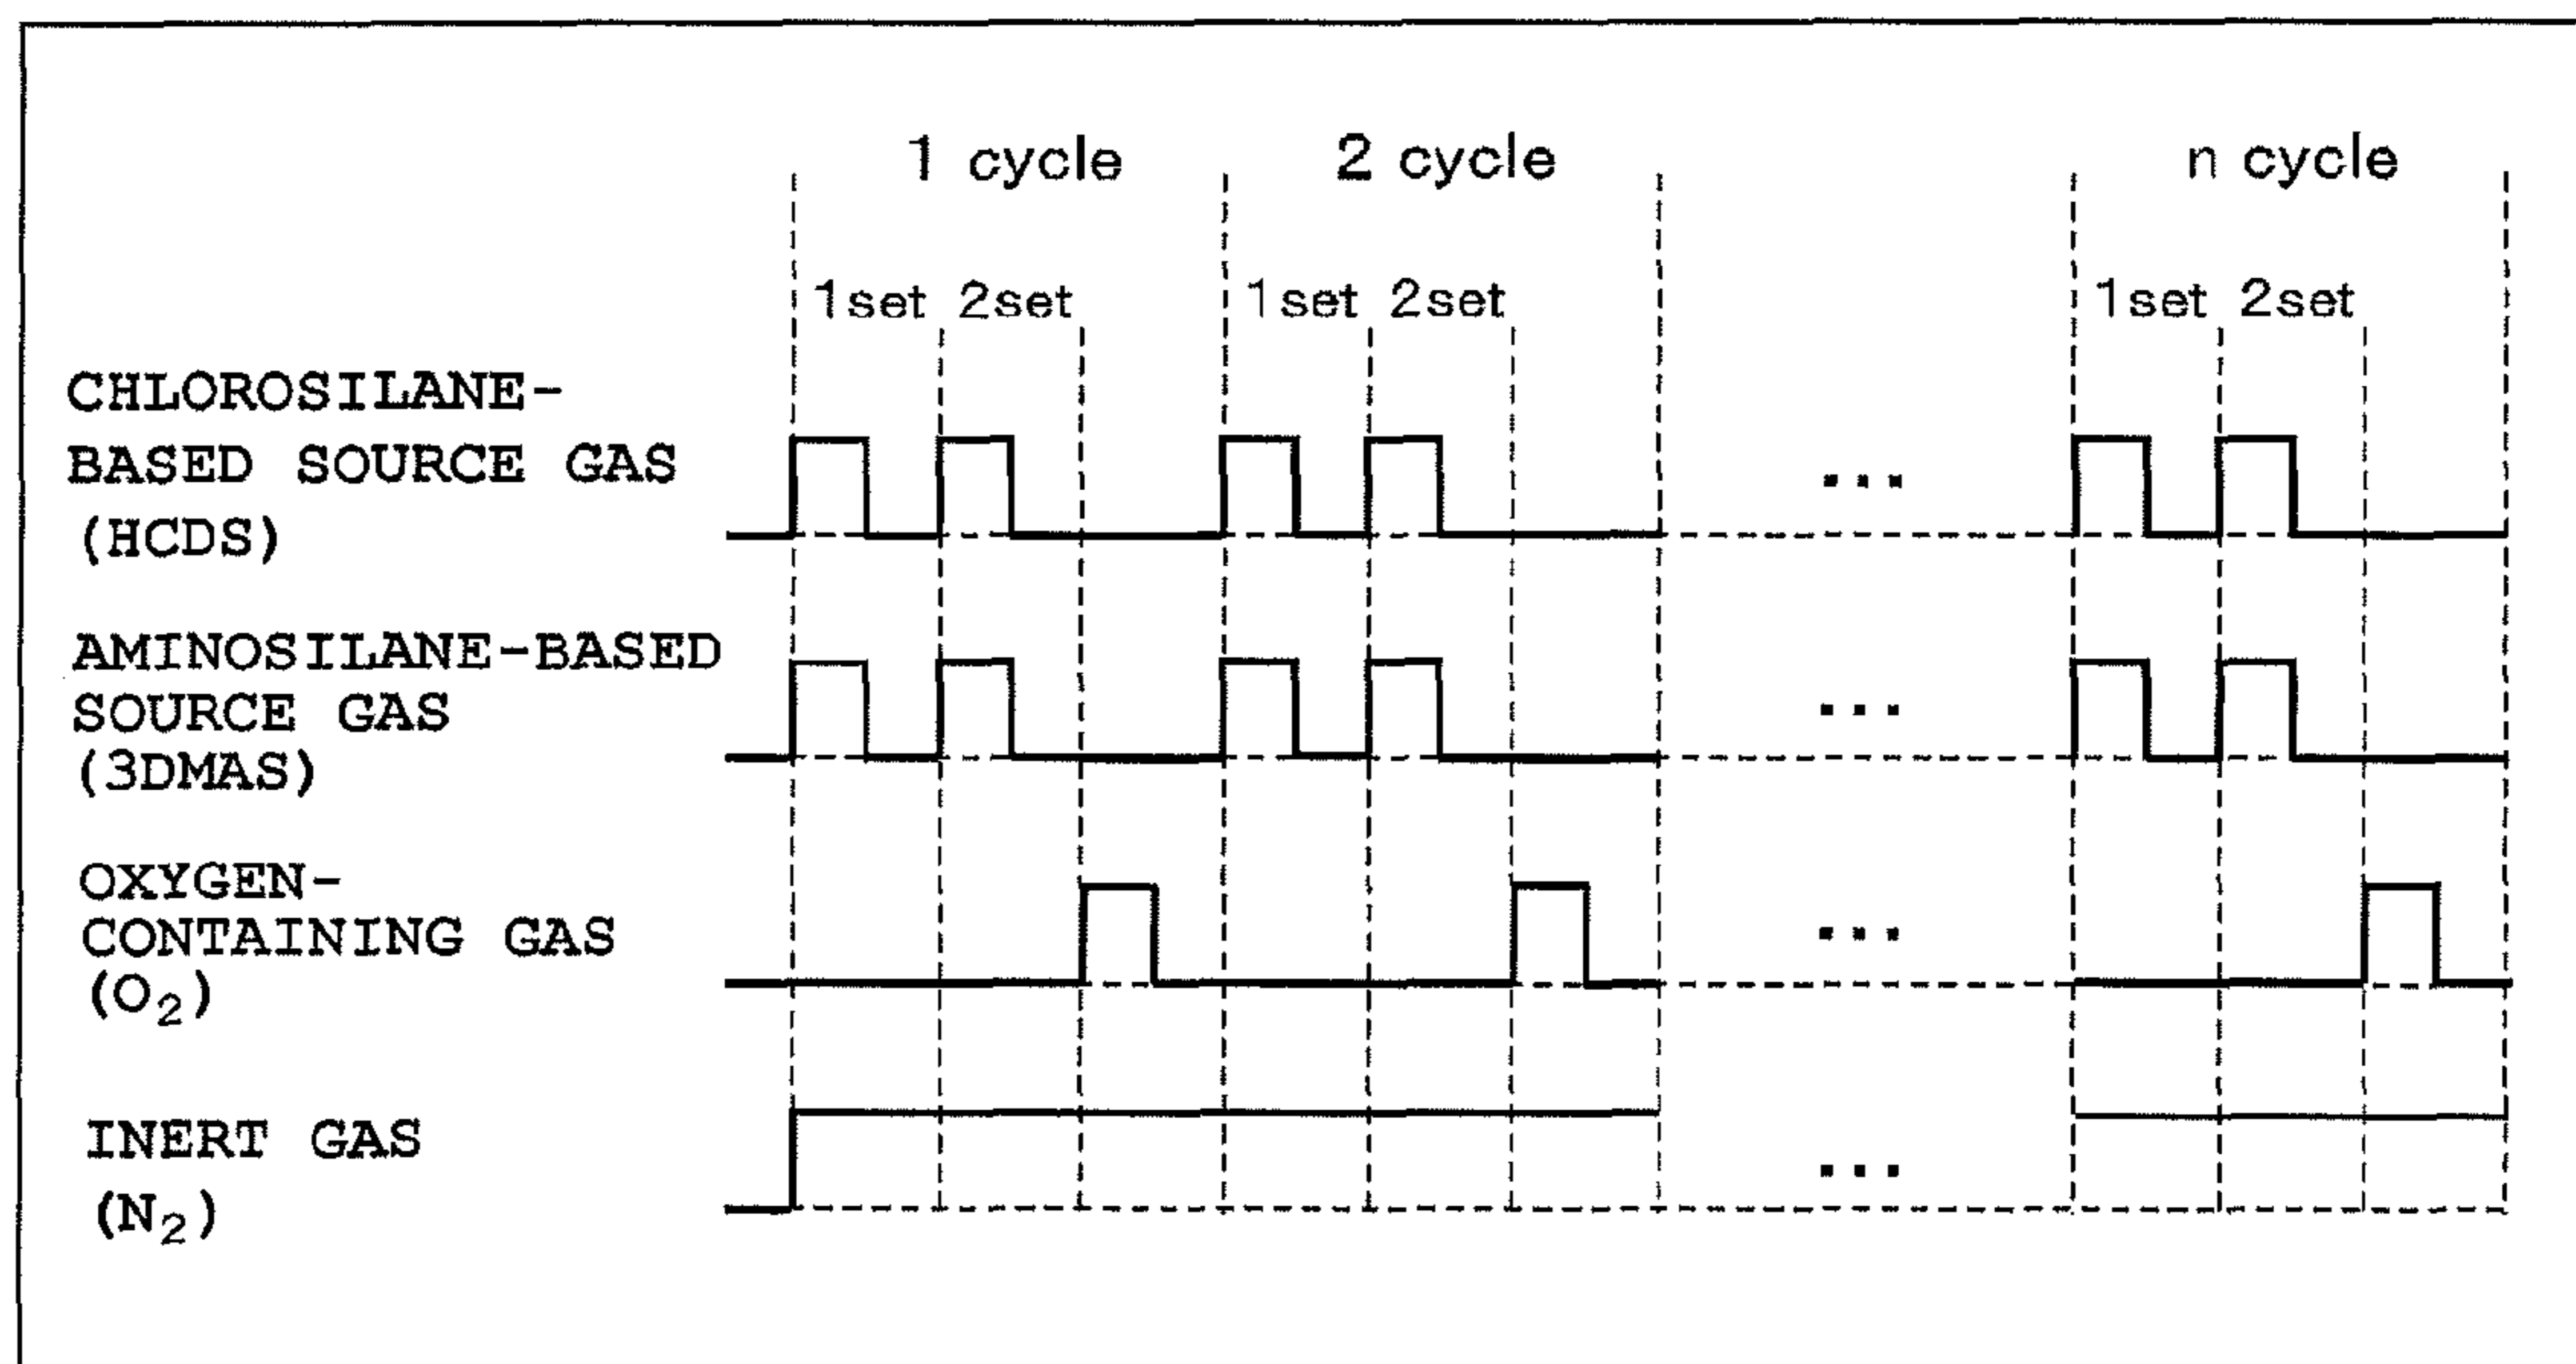 1 cycle 2 cycle n cycle
1set 2set 1set 2set 1set 2set
CHLOROSILANE-
BASED SOURCE GAS
(HCDS)
...
AMINOSILANE-BASED
SOURCE GAS
(3DMAS)
...
OXYGEN-
CONTAINING GAS
(O₂)
...
INERT GAS
(N₂)
...